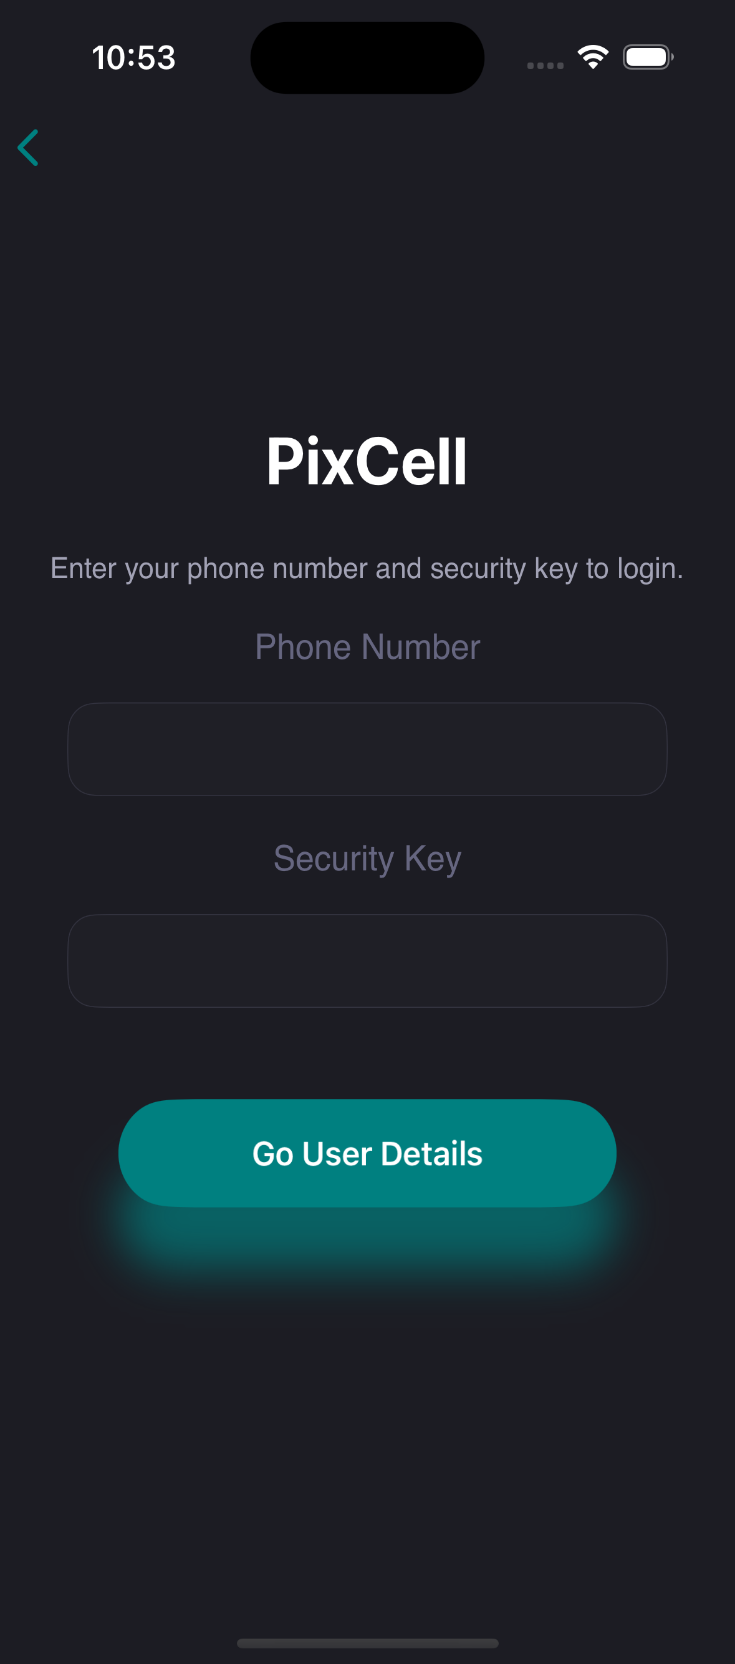 10:53
PixCell
Enter your phone number and security key to login.
Phone Number
Security Key
Go User Details